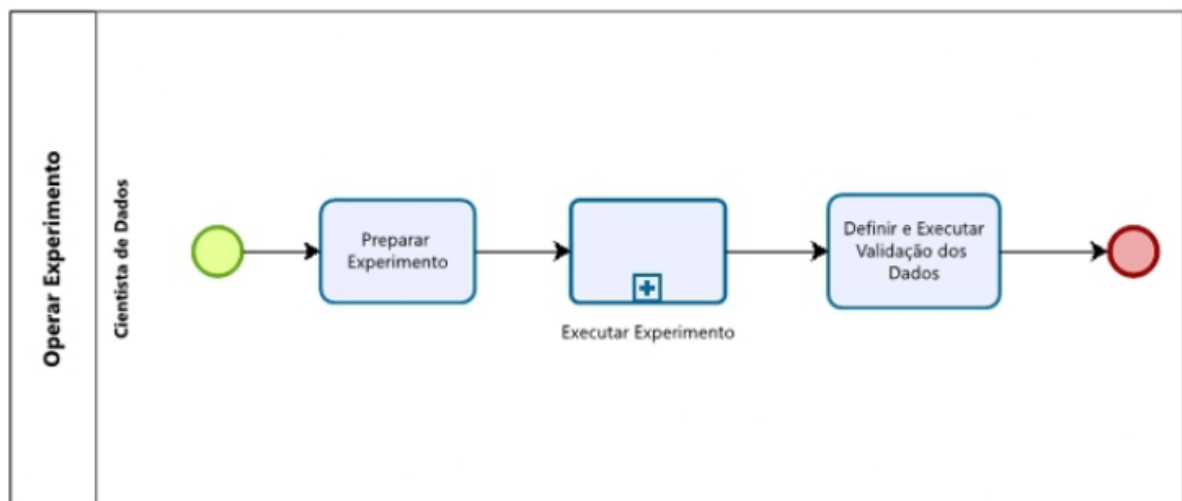 Operar Experimento
Cientista de Dados
Preparar
Experimento
Executar Experimento
Definir e Executar
Validação dos
Dados